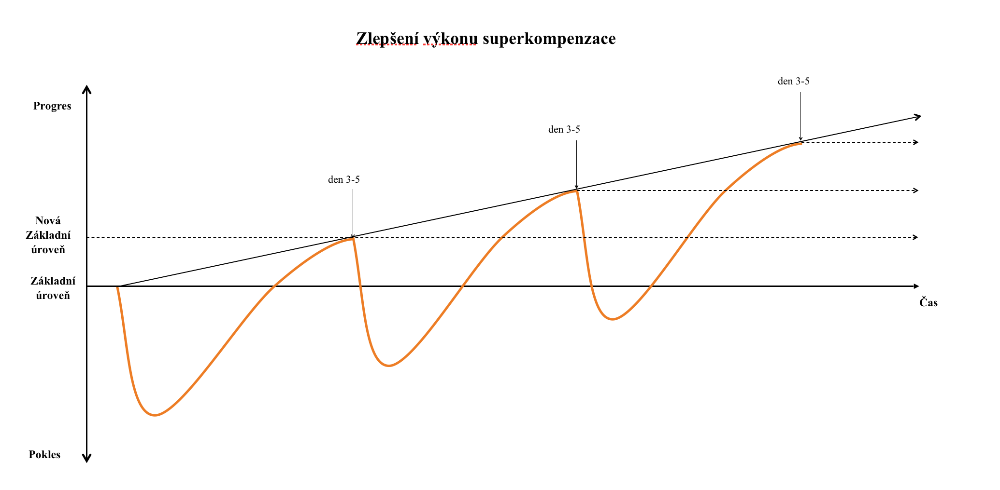 Zlepšení výkonu superkompenzace
den 3-5
Progres
den 3-5
den 3-5
Nová
Základní
úroveň
Základní
úroveň
Čas
Pokles